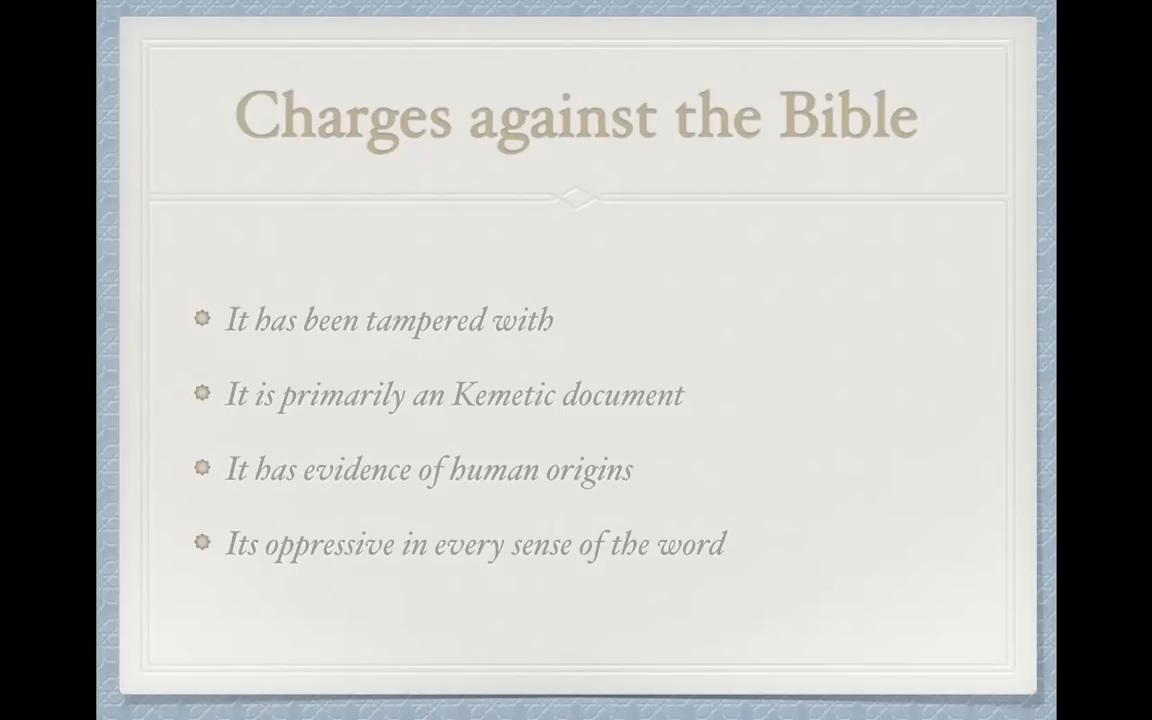 Charges against the Bible
It has been tampered with
It is primarily an Kemetic document
It has evidence of human origins
Its oppressive in every sense of the word